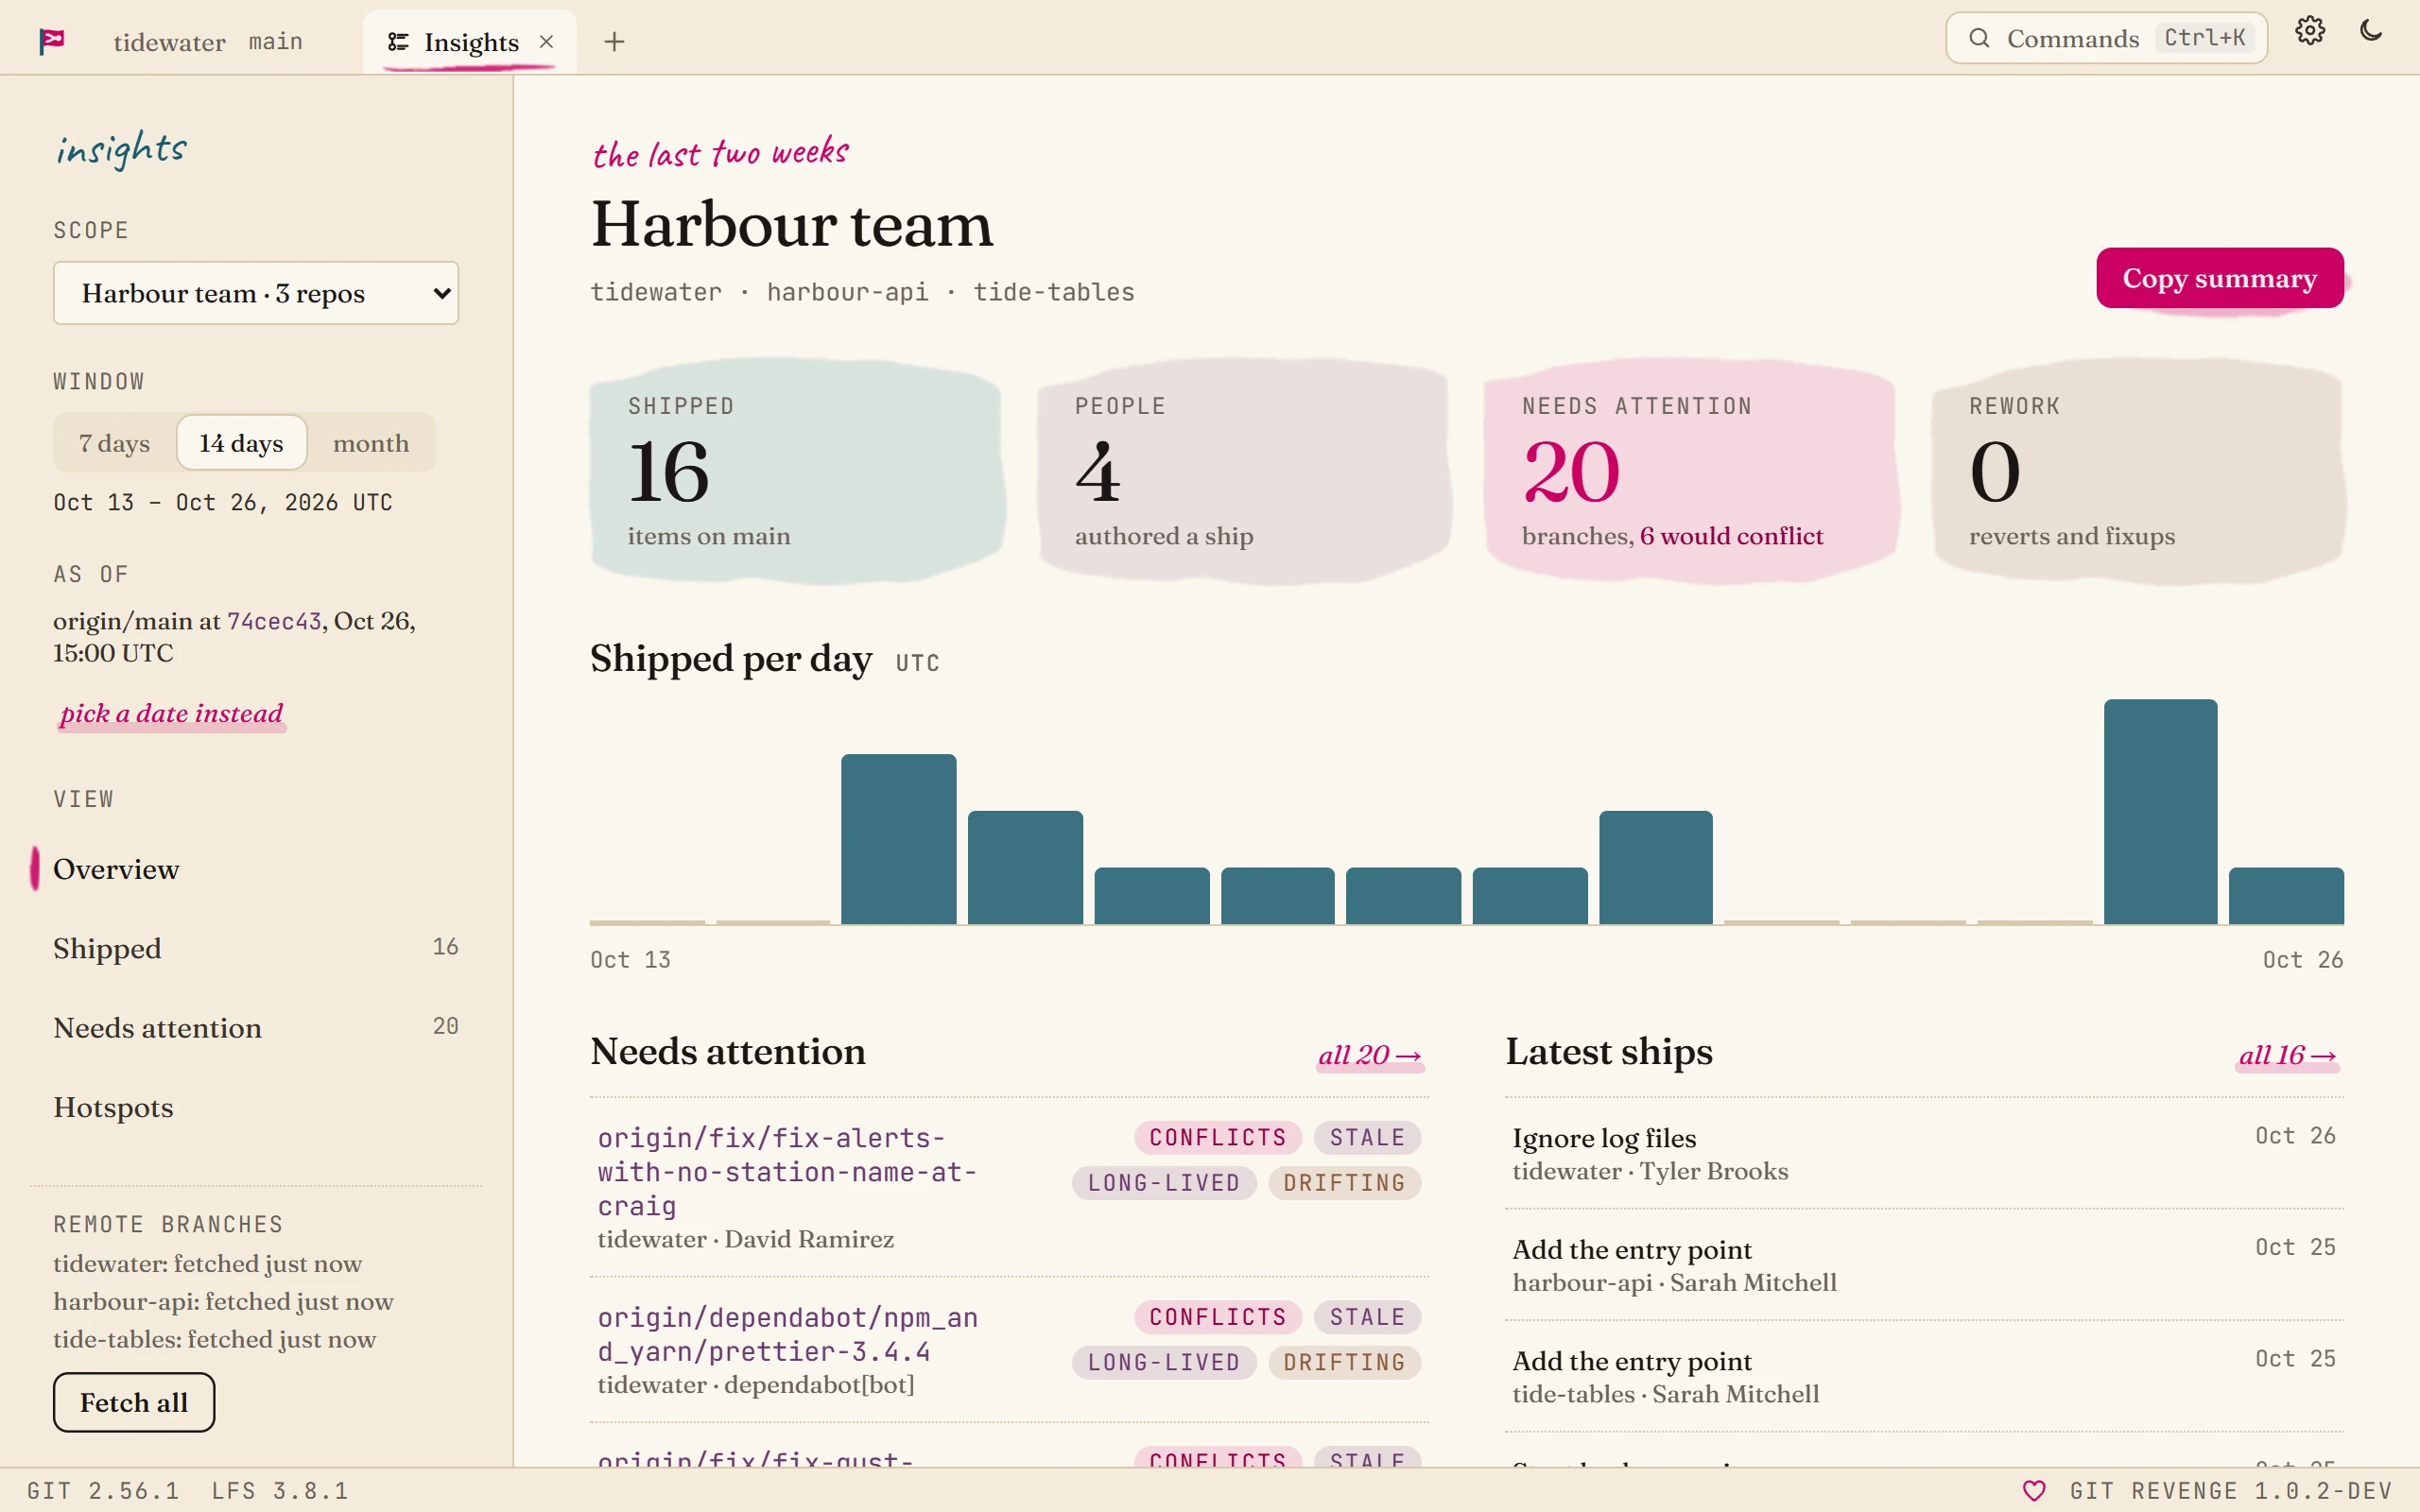 tidewater main
Insights
Commands Ctrl+K
insights
SCOPE
Harbour team · 3 repos
WINDOW
7 days 14 days month
Oct 13 – Oct 26, 2026 UTC
AS OF
origin/main at 74cec43, Oct 26,
15:00 UTC
pick a date instead
VIEW
Overview
Shipped 16
Needs attention 20
Hotspots
REMOTE BRANCHES
tidewater: fetched just now
harbour-api: fetched just now
tide-tables: fetched just now
Fetch all
the last two weeks
Harbour team
tidewater · harbour-api · tide-tables
Copy summary
SHIPPED
16
items on main
PEOPLE
4
authored a ship
NEEDS ATTENTION
20
branches, 6 would conflict
REWORK
0
reverts and fixups
Shipped per day UTC
Oct 13 Oct 26
Needs attention all 20 →
origin/fix/fix-alerts-
with-no-station-name-at-
craig
tidewater · David Ramirez
CONFLICTS STALE
LONG-LIVED DRIFTING
origin/dependabot/npm_an
d_yarn/prettier-3.4.4
tidewater · dependabot[bot]
CONFLICTS STALE
LONG-LIVED DRIFTING
origin/fix/fix-gust-
CONFLICTS STALE
Latest ships all 16 →
Ignore log files Oct 26
tidewater · Tyler Brooks
Add the entry point Oct 25
harbour-api · Sarah Mitchell
Add the entry point Oct 25
tide-tables · Sarah Mitchell
Oct 25
GIT 2.56.1 LFS 3.8.1
GIT REVENGE 1.0.2-DEV